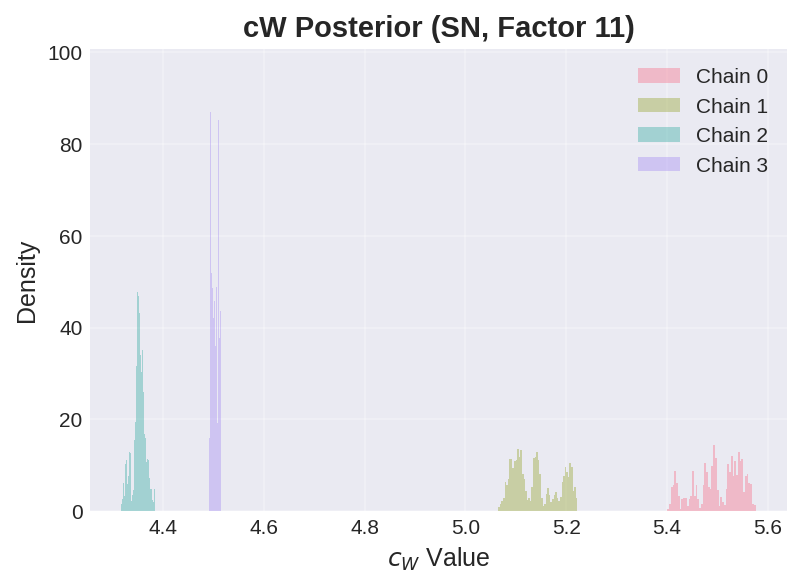 cW Posterior (SN, Factor 11)
100
80
60
40
20
0
Density
Chain 0
Chain 1
Chain 2
Chain 3
4.4 4.6 4.8 5.0 5.2 5.4 5.6
cW Value